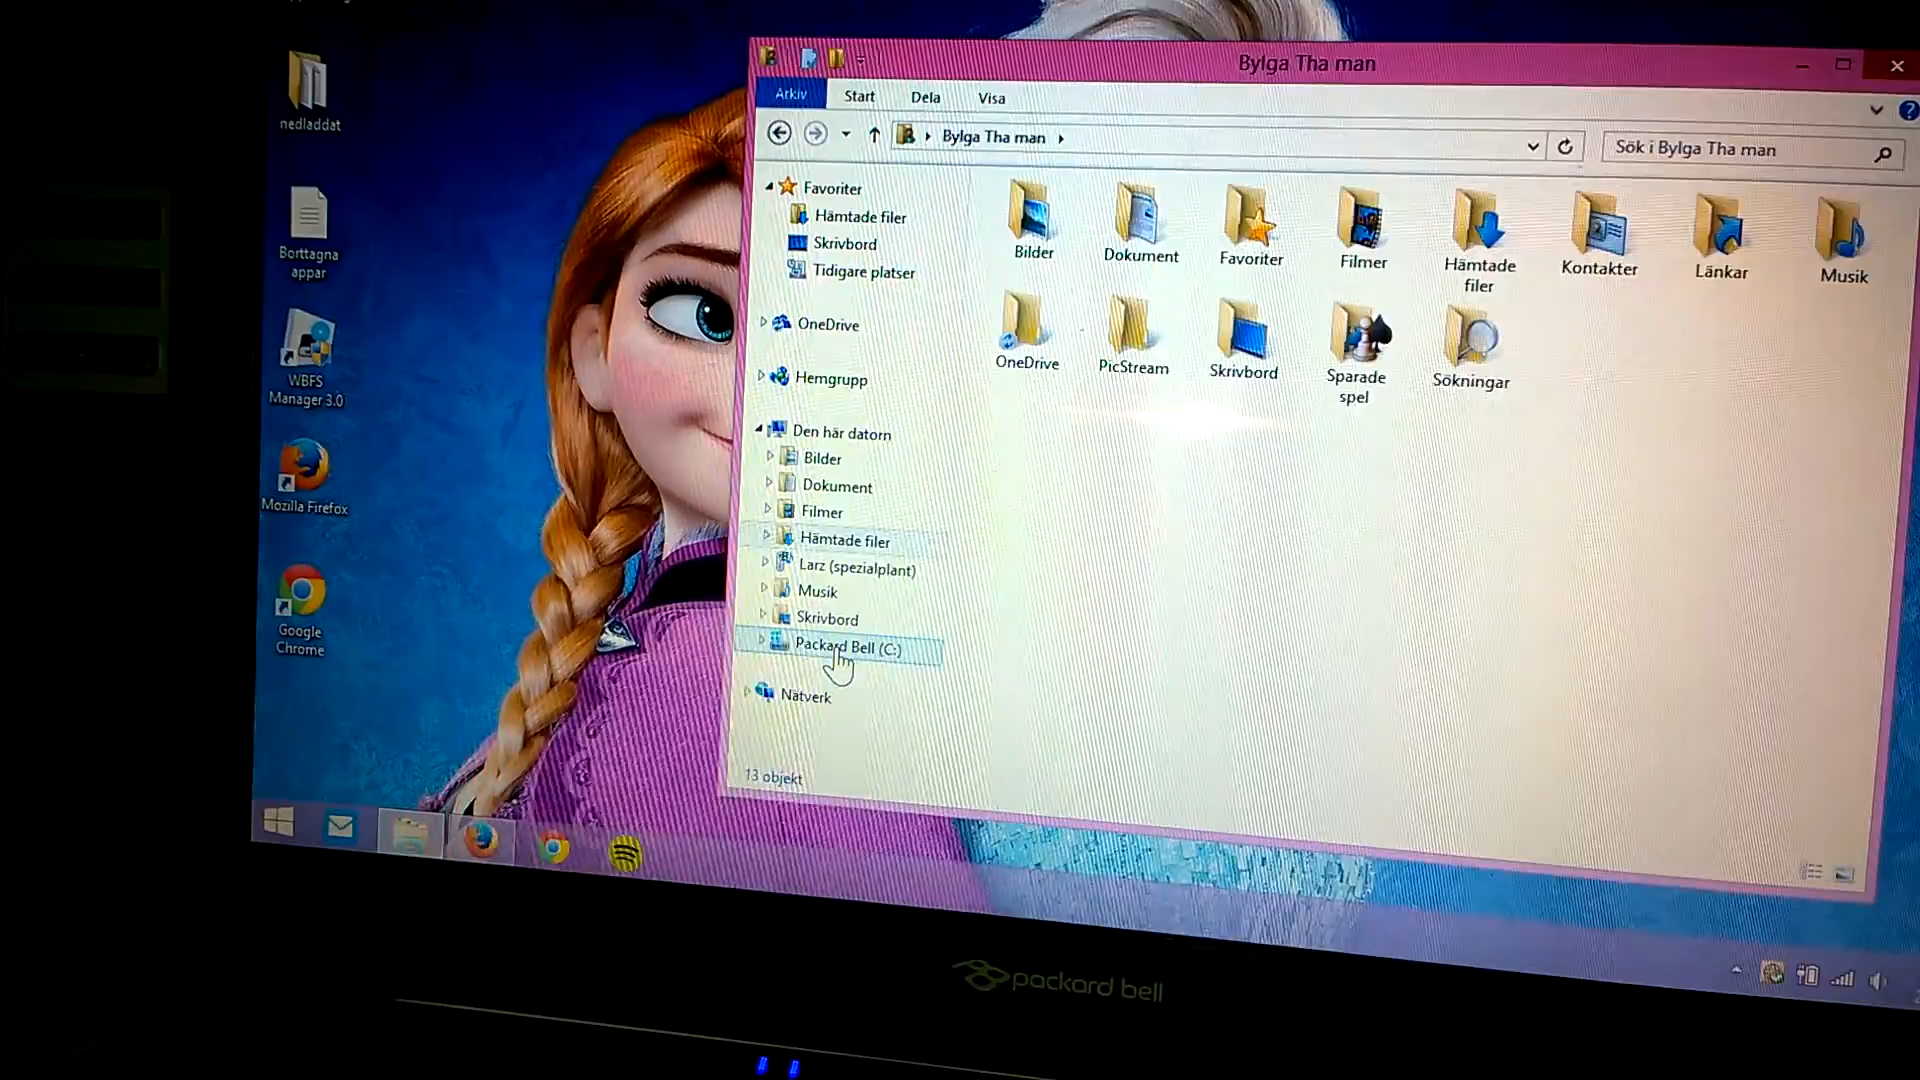 nedladdat
Borttagna
appar
WBFS
Manager 3.0
Mozilla Firefox
Google
Chrome
Bylga Tha man
Arkiv
Start
Dela
Visa
Bylga Tha man
Sök i Bylga Tha man
Favoriter
Hämtade filer
Skrivbord
Tidigare platser
OneDrive
Hemgrupp
Den här datorn
Bilder
Dokument
Filmer
Hämtade filer
Larz (spezialplant)
Musik
Skrivbord
Packard Bell (C:)
Nätverk
13 objekt
Bilder
Dokument
Favoriter
Filmer
Hämtade
filer
Kontakter
Länkar
Musik
OneDrive
PicStream
Skrivbord
Sparade
spel
Sökningar
packard bell